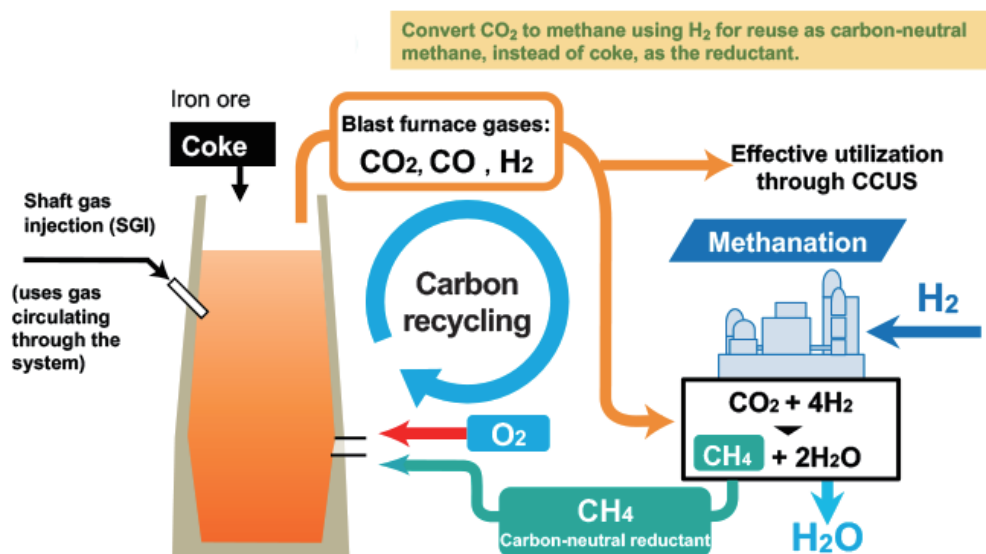 Convert CO₂ to methane using H₂ for reuse as carbon-neutral
methane, instead of coke, as the reductant.
Iron ore
Coke
Blast furnace gases:
CO₂, CO , H₂
Effective utilization
through CCUS
Shaft gas
injection (SGI)
(uses gas
circulating
through the
system)
Carbon
recycling
Methanation
H₂
CO₂ + 4H₂
CH₄ + 2H₂O
O₂
CH₄
Carbon-neutral reductant
H₂O